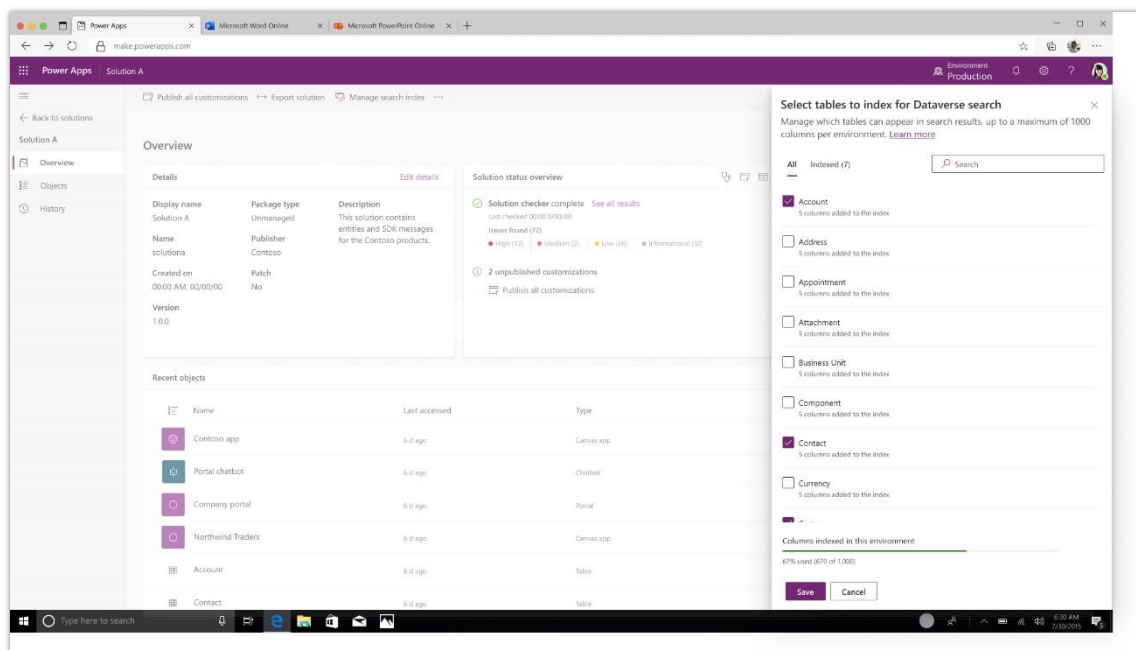 Power Apps
Microsoft Word Online
Microsoft PowerPoint Online
make.powerapps.com
Power Apps Solution A
Environment
Production
Back to solutions
Solution A
Overview
Objects
History
Publish all customizations
Export solution
Manage search index
Overview
Details
Edit details
Display name
Solution A
Package type
Unmanaged
Description
This solution contains
entities and SDK messages
for the Contoso products.
Name
solutiona
Publisher
Contoso
Created on
00:00 AM, 00/00/00
Patch
No
Version
1.0.0
Solution status overview
Solution checker complete See all results
Last checked 00:00 0/00/00
Issues found (72)
High (12)
Medium (2)
Low (26)
Informational (32)
2 unpublished customizations
Publish all customizations
Recent objects
Name Last accessed Type
Contoso app 6 d ago Canvas app
Portal chatbot 6 d ago Chatbot
Company portal 6 d ago Portal
Northwind Traders 6 d ago Canvas app
Account 6 d ago Table
Contact 6 d ago Table
Select tables to index for Dataverse search
Manage which tables can appear in search results, up to a maximum of 1000
columns per environment. Learn more
All Indexed (7)
Search
Account
5 columns added to the index
Address
5 columns added to the index
Appointment
5 columns added to the index
Attachment
5 columns added to the index
Business Unit
5 columns added to the index
Component
5 columns added to the index
Contact
5 columns added to the index
Currency
5 columns added to the index
Columns indexed in this environment
67% used (670 of 1,000)
Save
Cancel
Type here to search
6:30 AM
7/30/2015
5